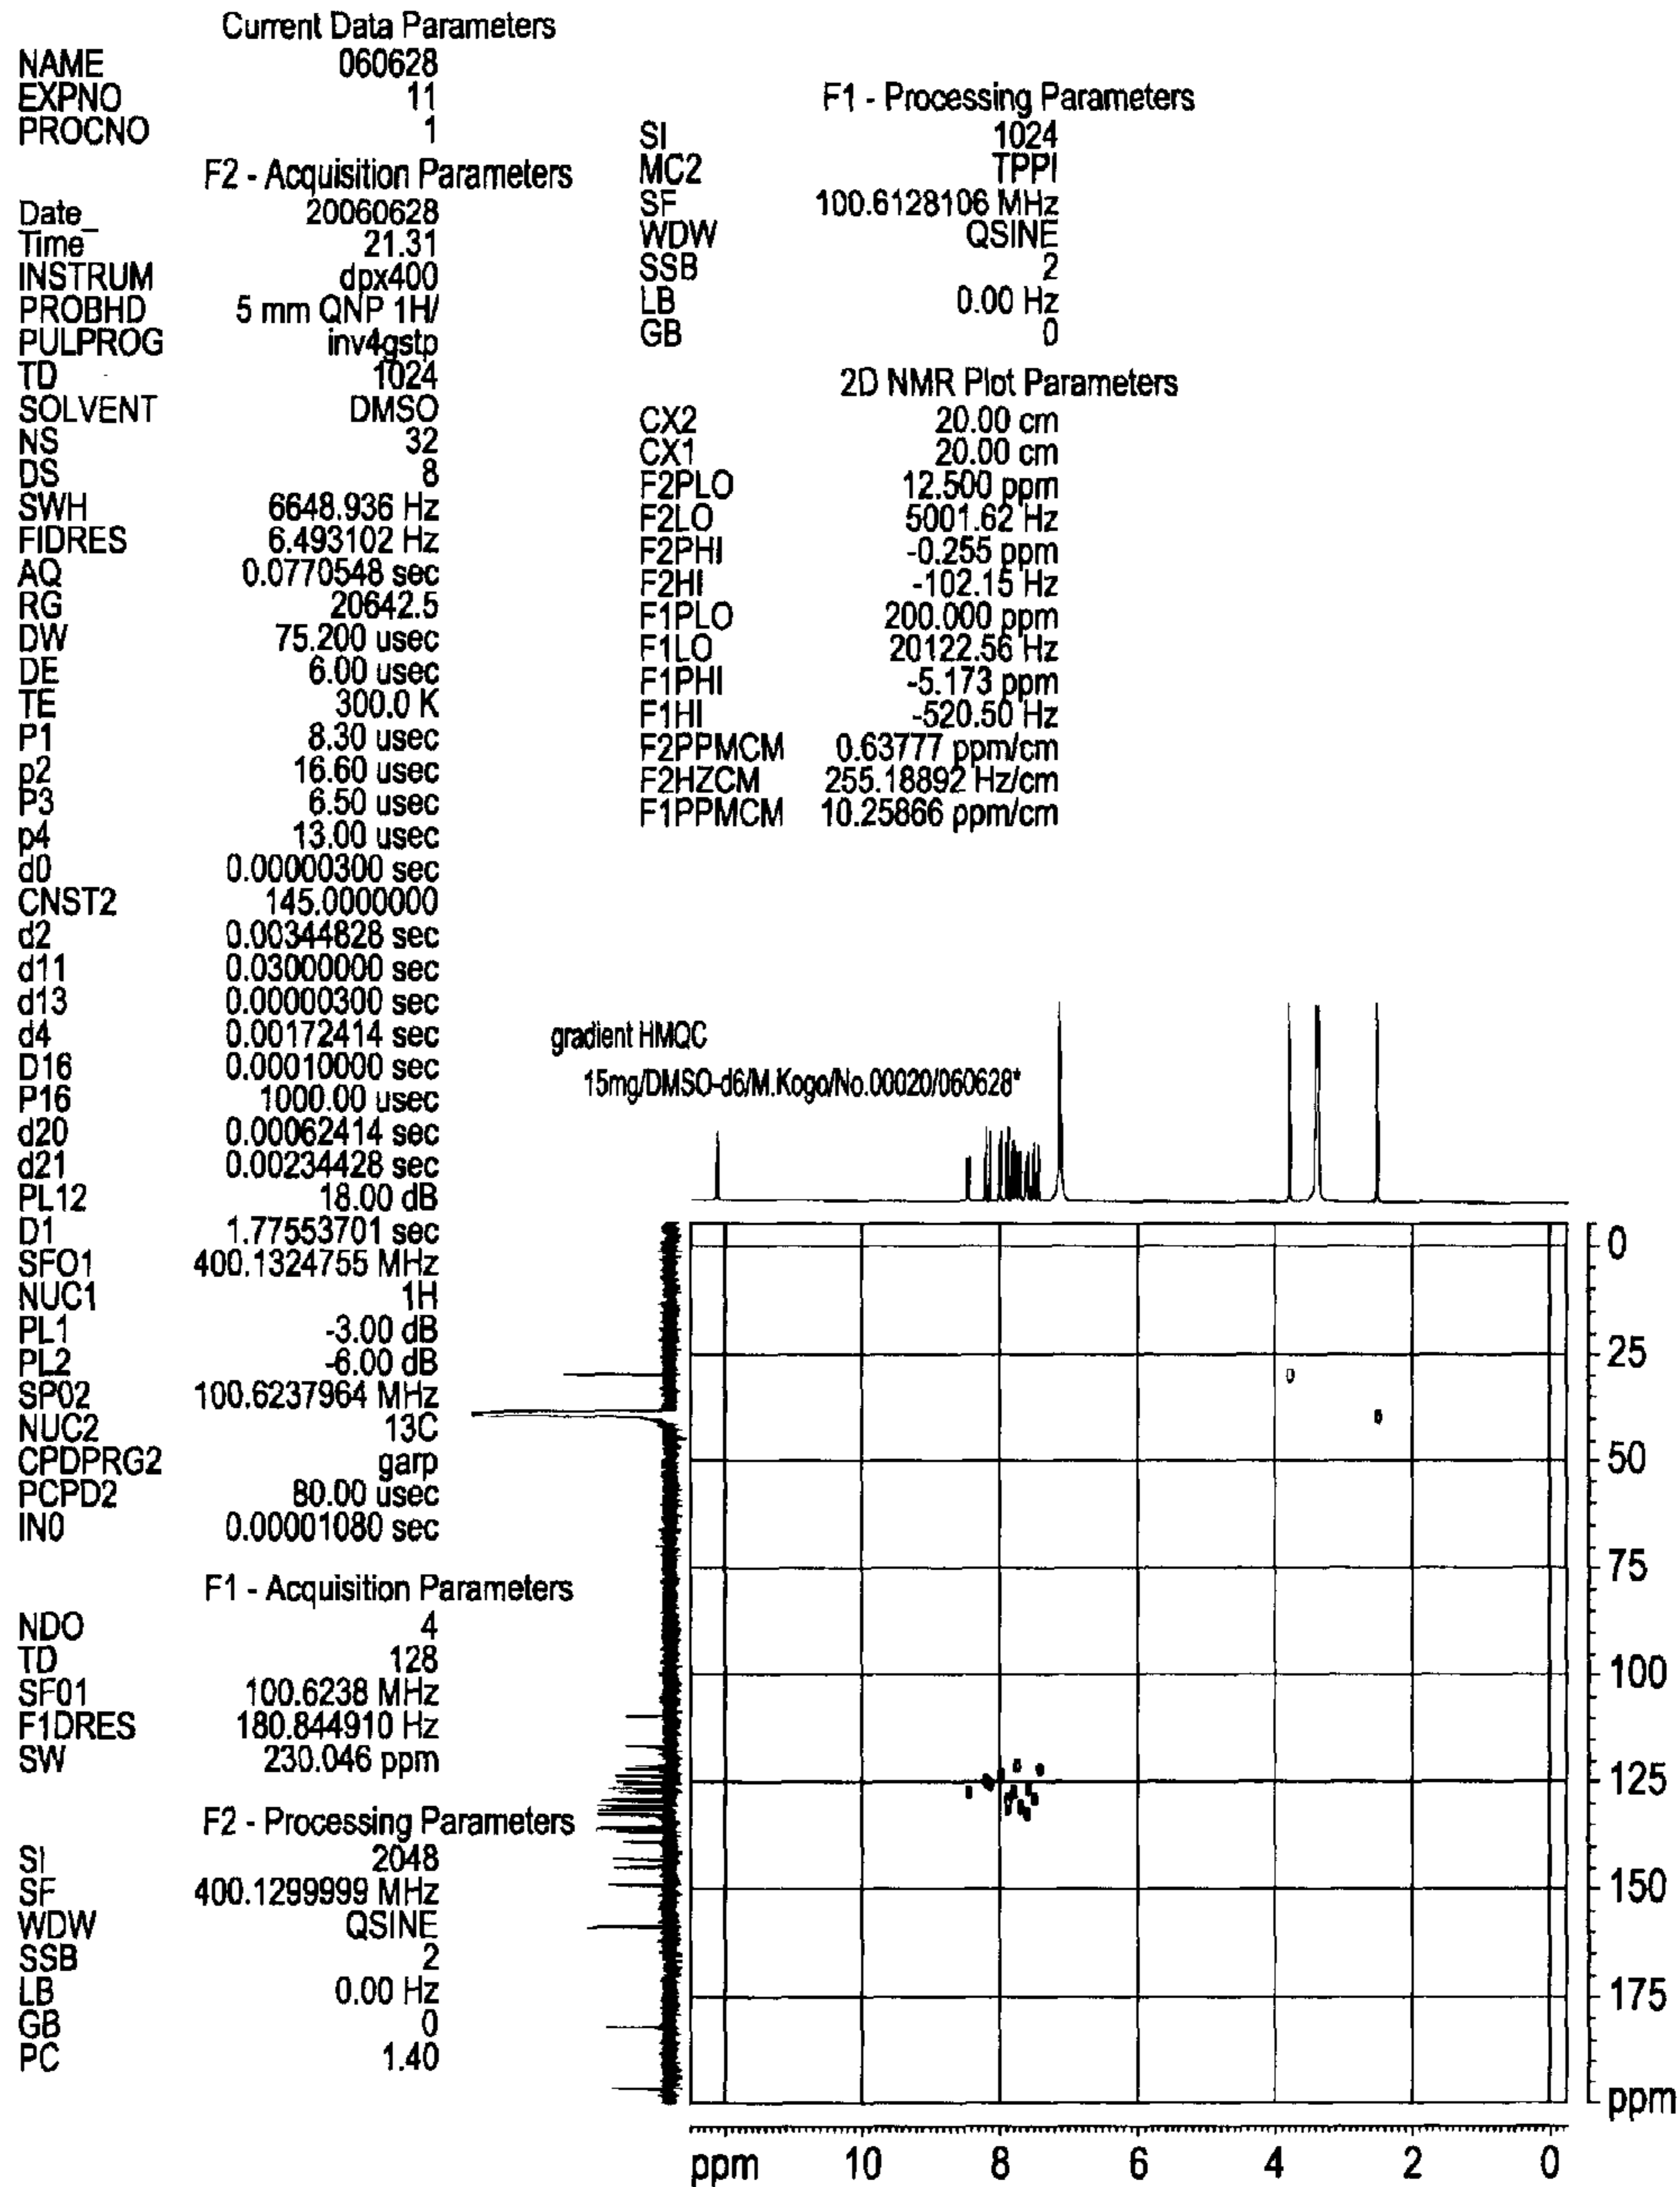 Current Data Parameters
NAME 060628
EXPNO 11
PROCNO 1
F2 - Acquisition Parameters
Date_ 20060628
Time 21.31
INSTRUM dpx400
PROBHD 5 mm QNP 1H/
PULPROG inv4gstp
TD 1024
SOLVENT DMSO
NS 32
DS 8
SWH 6648.936 Hz
FIDRES 6.493102 Hz
AQ 0.0770548 sec
RG 20642.5
DW 75.200 usec
DE 6.00 usec
TE 300.0 K
P1 8.30 usec
p2 16.60 usec
P3 6.50 usec
p4 13.00 usec
d0 0.00000300 sec
CNST2 145.0000000
d2 0.00344828 sec
d11 0.03000000 sec
d13 0.00000300 sec
d4 0.00172414 sec
D16 0.00010000 sec
P16 1000.00 usec
d20 0.00062414 sec
d21 0.00234428 sec
PL12 18.00 dB
D1 1.77553701 sec
SFO1 400.1324755 MHz
NUC1 1H
PL1 -3.00 dB
PL2 -6.00 dB
SP02 100.6237964 MHz
NUC2 13C
CPDPRG2 garp
PCPD2 80.00 usec
IN0 0.00001080 sec
F1 - Acquisition Parameters
NDO 4
TD 128
SF01 100.6238 MHz
F1DRES 180.844910 Hz
SW 230.046 ppm
F2 - Processing Parameters
SI 2048
SF 400.1299999 MHz
WDW QSINE
SSB 2
LB 0.00 Hz
GB 0
PC 1.40
F1 - Processing Parameters
SI 1024
MC2 TPPI
SF 100.6128106 MHz
WDW QSINE
SSB 2
LB 0.00 Hz
GB 0
2D NMR Plot Parameters
CX2 20.00 cm
CX1 20.00 cm
F2PLO 12.500 ppm
F2LO 5001.62 Hz
F2PHI -0.255 ppm
F2HI -102.15 Hz
F1PLO 200.000 ppm
F1LO 20122.56 Hz
F1PHI -5.173 ppm
F1HI -520.50 Hz
F2PPMCM 0.63777 ppm/cm
F2HZCM 255.18892 Hz/cm
F1PPMCM 10.25866 ppm/cm
gradient HMQC
15mg/DMSO-d6/M.Kogo/No.00020/060628*
0
25
50
75
100
125
150
175
ppm
ppm 10 8 6 4 2 0